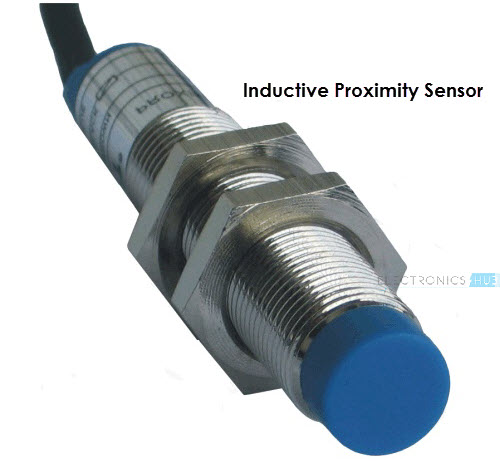 Inductive Proximity Sensor
ELECTRONICS HUB